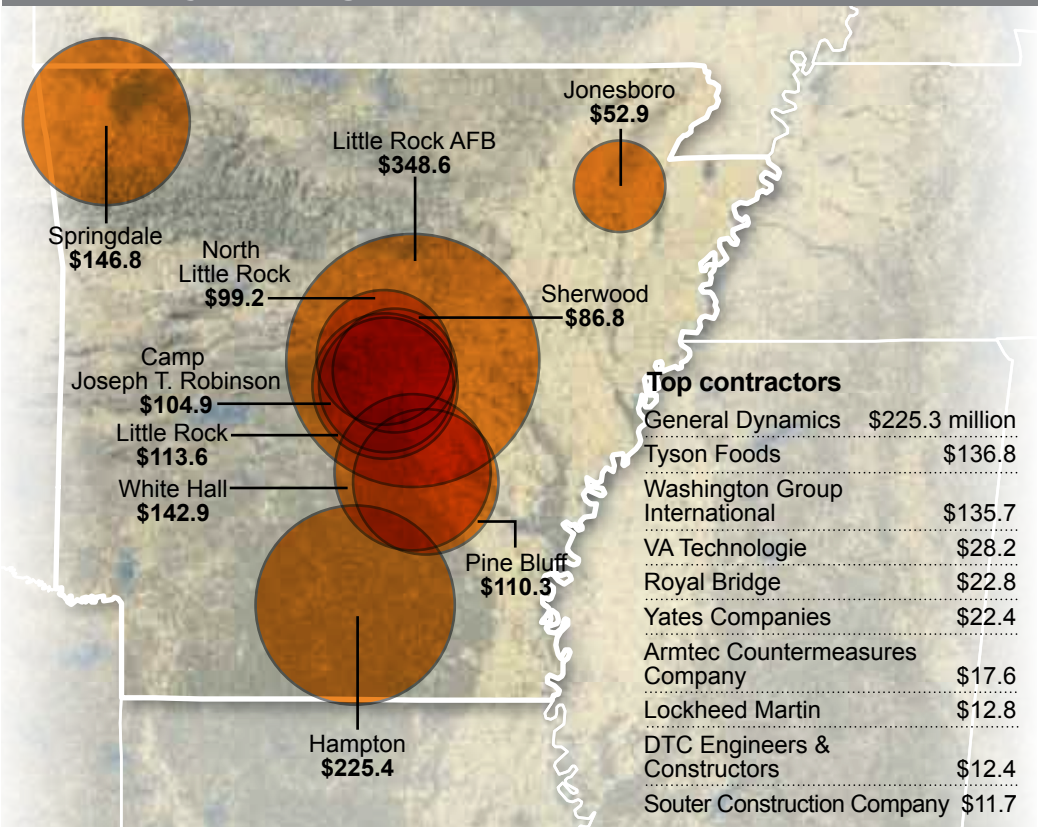 Jonesboro
$52.9
Little Rock AFB
$348.6
Springdale
$146.8
North
Little Rock
$99.2
Sherwood
$86.8
Camp
Joseph T. Robinson
$104.9
Little Rock
$113.6
White Hall
$142.9
Pine Bluff
$110.3
Hampton
$225.4
Top contractors
General Dynamics $225.3 million
Tyson Foods $136.8
Washington Group
International $135.7
VA Technologie $28.2
Royal Bridge $22.8
Yates Companies $22.4
Armtec Countermeasures
Company $17.6
Lockheed Martin $12.8
DTC Engineers &
Constructors $12.4
Souter Construction Company $11.7